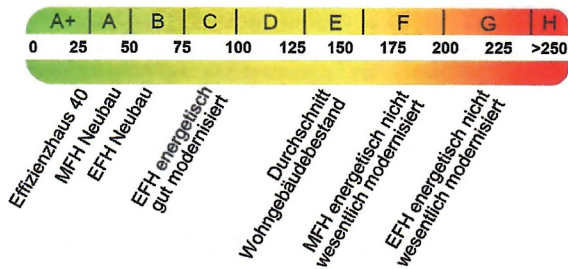 A+ A B C D E F G H
0 25 50 75 100 125 150 175 200 225 >250
Effizienzhaus 40
MFH Neubau
EFH Neubau
EFH energetisch
gut modernisiert
Durchschnitt
Wohngebäudebestand
MFH energetisch nicht
wesentlich modernisiert
EFH energetisch nicht
wesentlich modernisiert